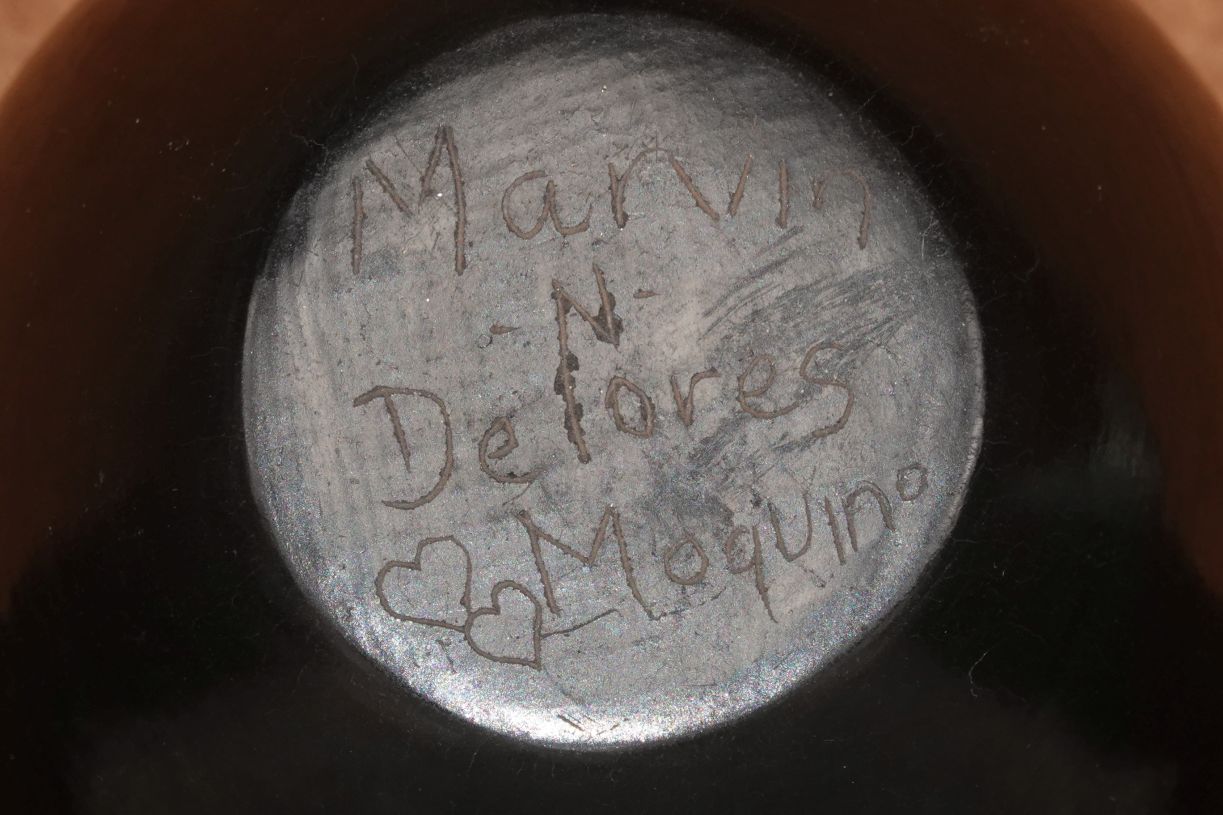 Marvin
-N-
Delores
Moquino